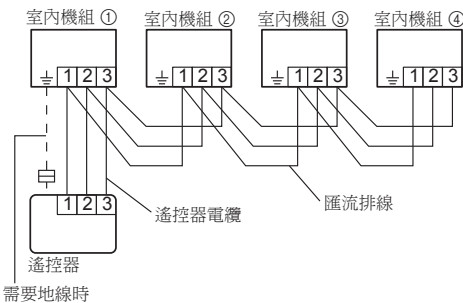 室內機組 ① 室內機組 ② 室內機組 ③ 室內機組 ④
1 2 3 1 2 3 1 2 3 1 2 3
匯流排線
1 2 3
遙控器電纜
遙控器
需要地線時